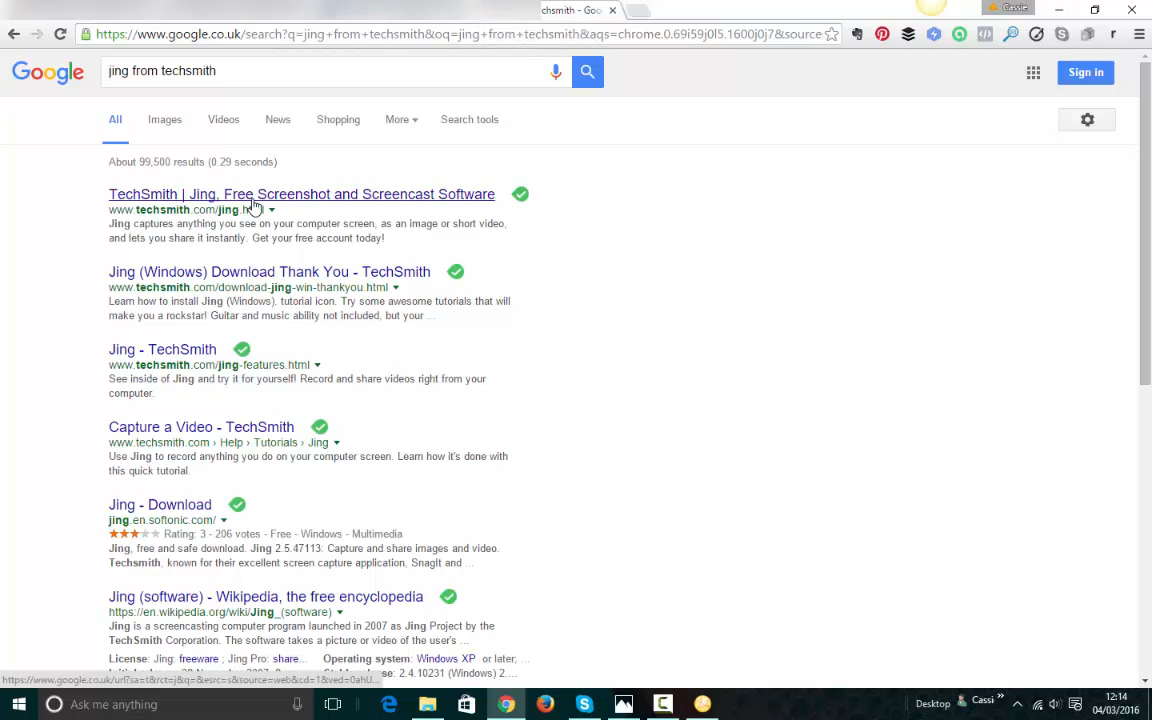 chsmith - Goo
Cassie
https://www.google.co.uk/search?q=jing+from+techsmith&oq=jing+from+techsmith&aqs=chrome.0.69i59j0l5.1600j0j7&source
Google
jing from techsmith
Sign in
All Images Videos News Shopping More Search tools
About 99,500 results (0.29 seconds)
TechSmith | Jing, Free Screenshot and Screencast Software
www.techsmith.com/jing.html
Jing captures anything you see on your computer screen, as an image or short video,
and lets you share it instantly. Get your free account today!
Jing (Windows) Download Thank You - TechSmith
www.techsmith.com/download-jing-win-thankyou.html
Learn how to install Jing (Windows). tutorial icon. Try some awesome tutorials that will
make you a rockstar! Guitar and music ability not included, but your ...
Jing - TechSmith
www.techsmith.com/jing-features.html
See inside of Jing and try it for yourself! Record and share videos right from your
computer.
Capture a Video - TechSmith
www.techsmith.com › Help › Tutorials › Jing
Use Jing to record anything you do on your computer screen. Learn how it's done with
this quick tutorial.
Jing - Download
jing.en.softonic.com/
Rating: 3 - 206 votes - Free - Windows - Multimedia
Jing, free and safe download. Jing 2.5.47113: Capture and share images and video.
Techsmith, known for their excellent screen capture application, SnagIt and ...
Jing (software) - Wikipedia, the free encyclopedia
https://en.wikipedia.org/wiki/Jing_(software)
Jing is a screencasting computer program launched in 2007 as Jing Project by the
TechSmith Corporation. The software takes a picture or video of the user's ...
License: Jing: freeware ; Jing Pro: share... Operating system: Windows XP or later; ...
2.4.10231 (Windows) 2....
https://www.google.co.uk/url?sa=t&rct=j&q=&esrc=s&source=web&cd=1&ved=0ahU...
Ask me anything
Desktop
Cassi
12:14
04/03/2016